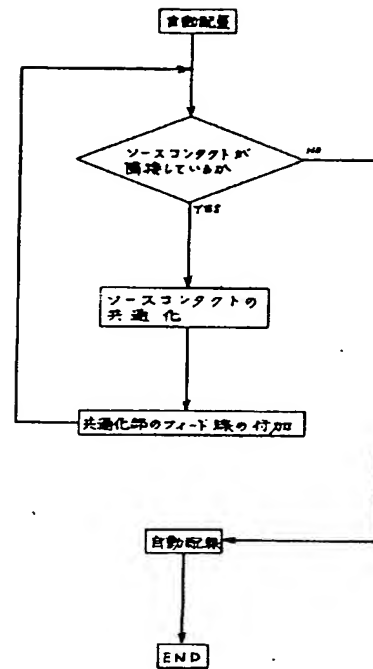 自動配置
ソースコンタクトが
隣接しているか
NO
YES
ソースコンタクトの
共通化
共通化部のフィード線の付加
自動配線
END